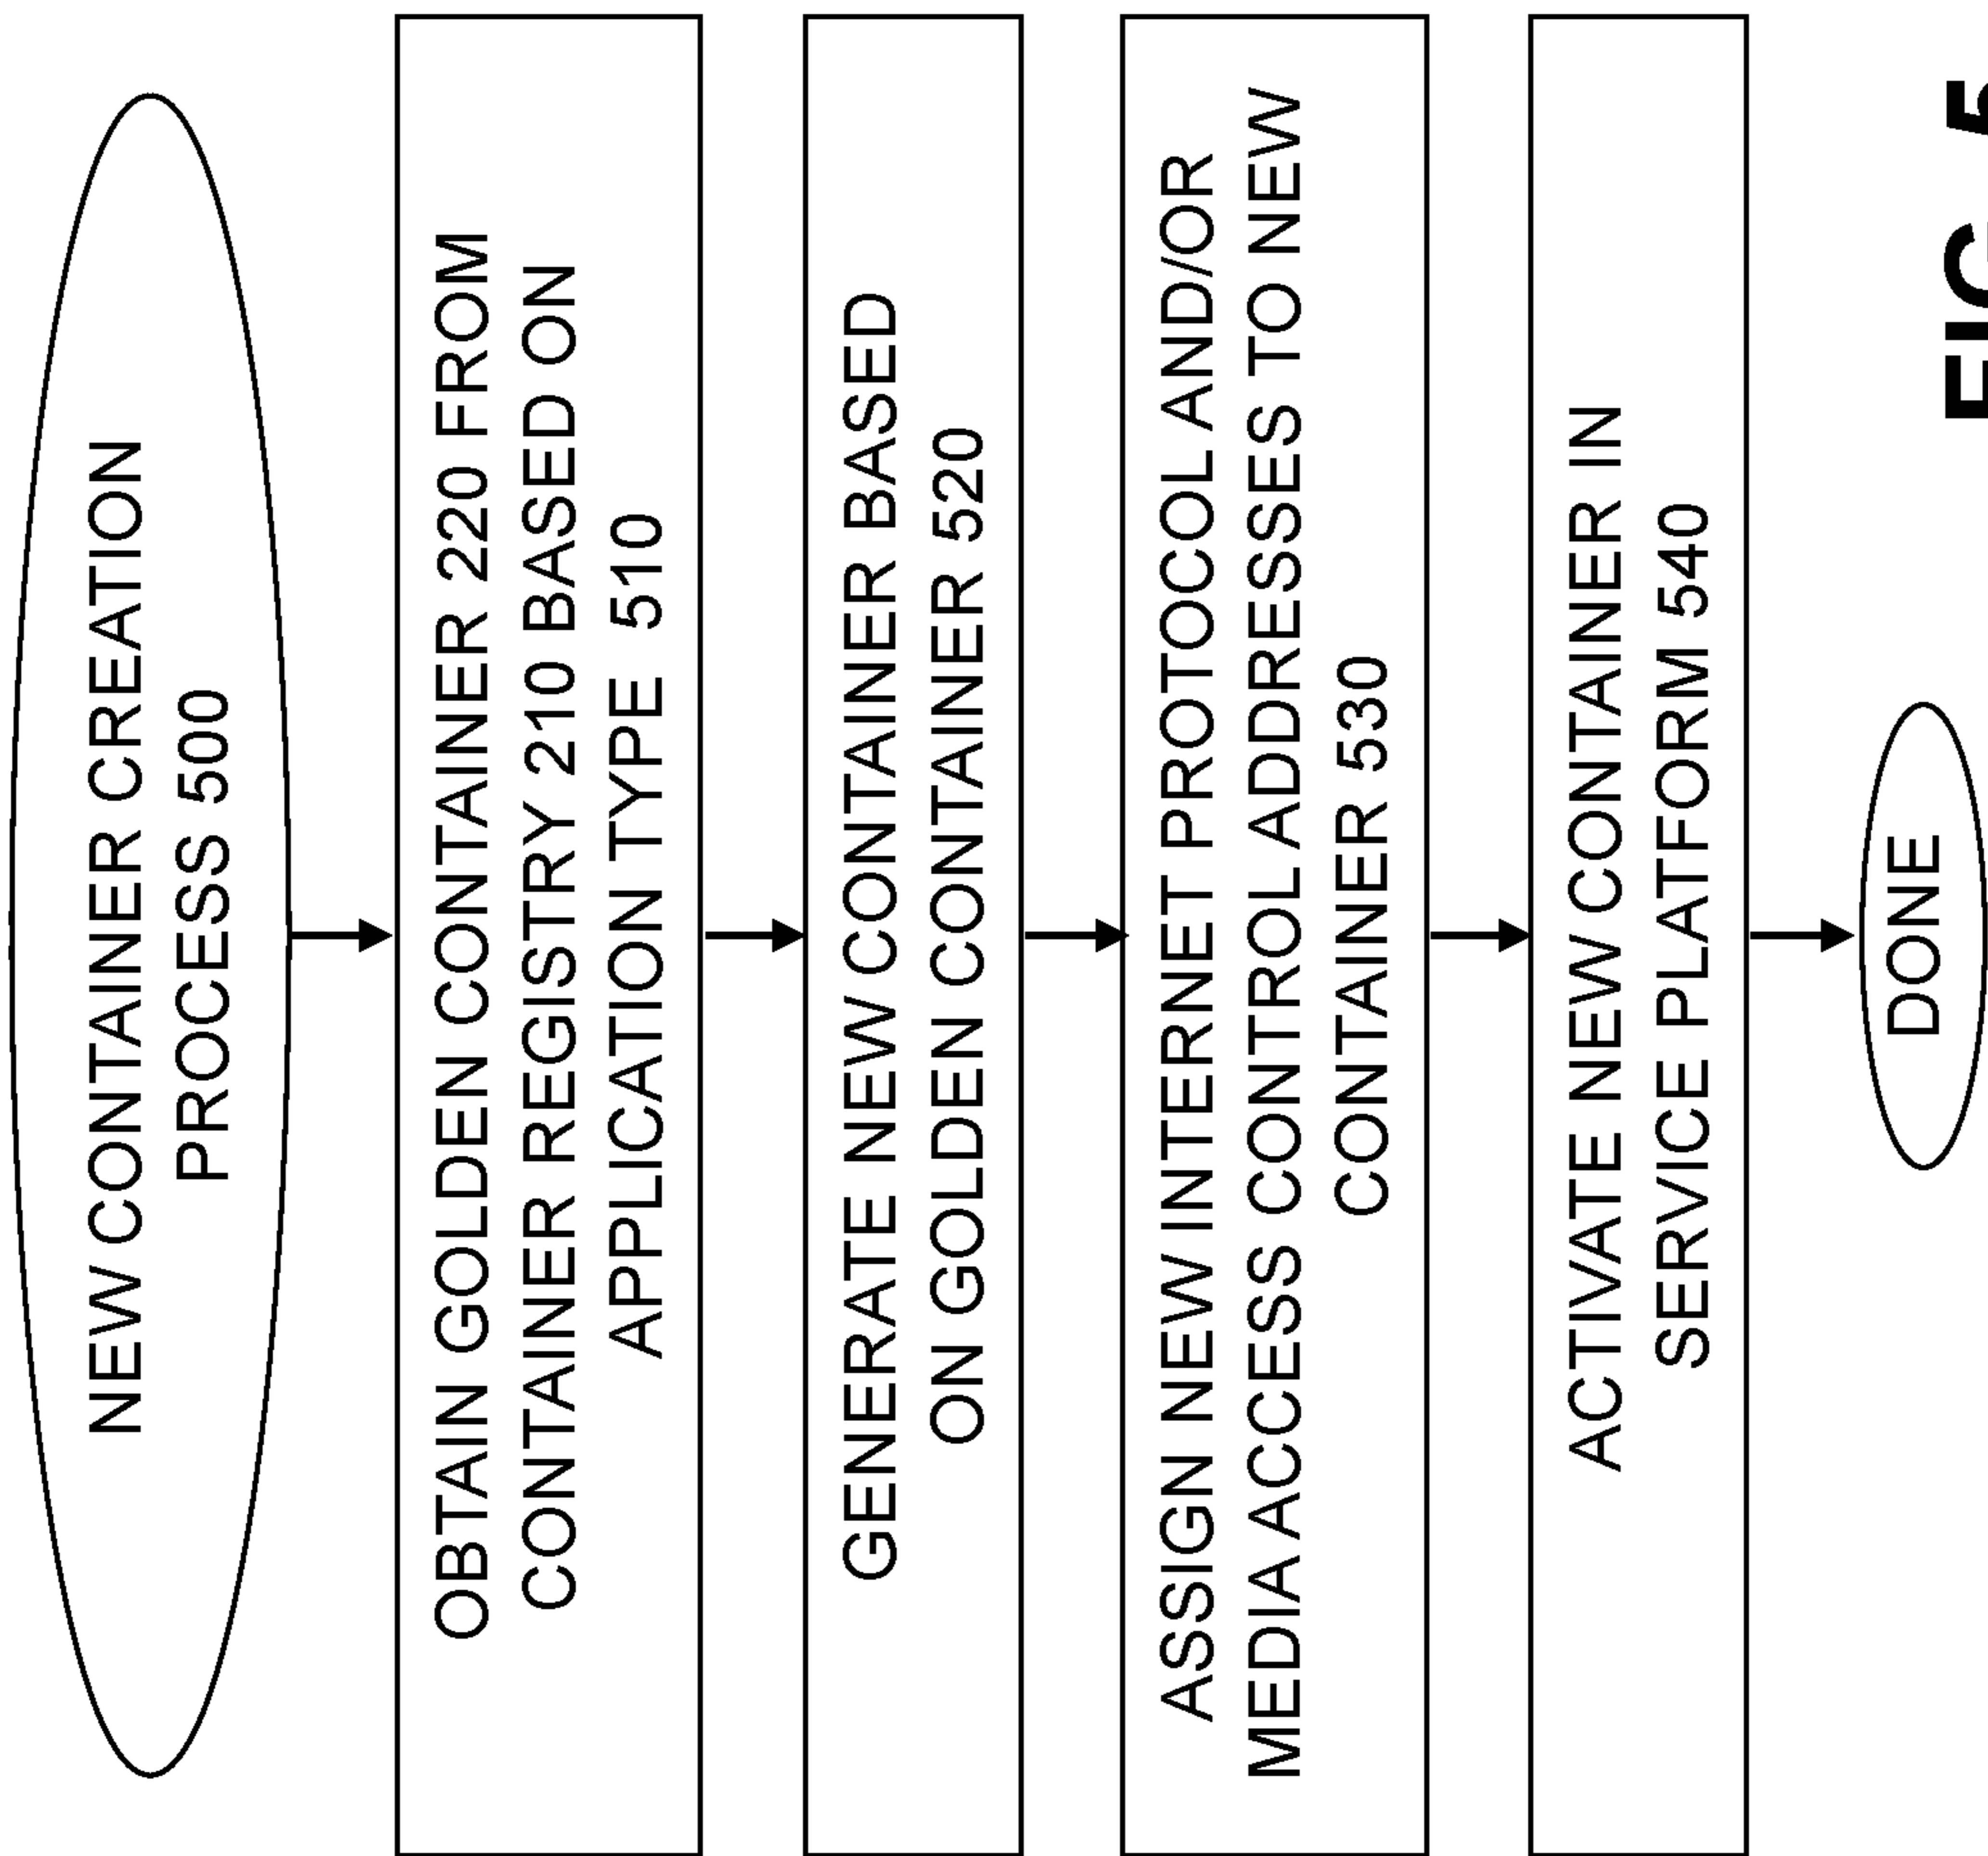 NEW CONTAINER CREATION
PROCESS 500
OBTAIN GOLDEN CONTAINER 220 FROM
CONTAINER REGISTRY 210 BASED ON
APPLICATION TYPE 510
GENERATE NEW CONTAINER BASED
ON GOLDEN CONTAINER 520
ASSIGN NEW INTERNET PROTOCOL AND/OR
MEDIA ACCESS CONTROL ADDRESSES TO NEW
CONTAINER 530
ACTIVATE NEW CONTAINER IN
SERVICE PLATFORM 540
DONE
FIG. 5